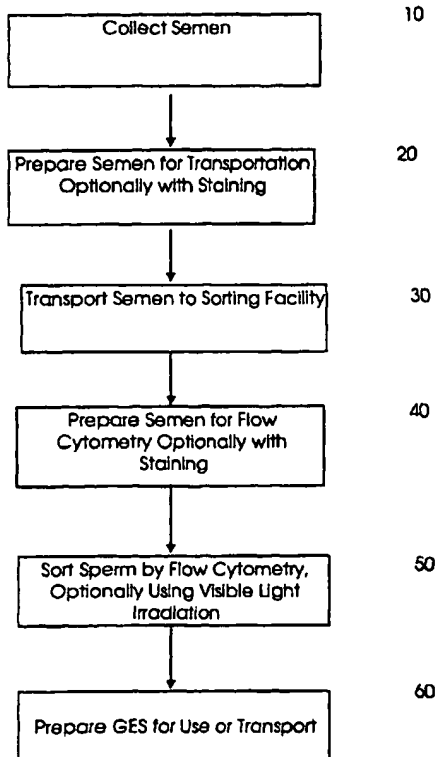 Collect Semen
10
Prepare Semen for Transportation
Optionally with Staining
20
Transport Semen to Sorting Facility
30
Prepare Semen for Flow
Cytometry Optionally with
Staining
40
Sort Sperm by Flow Cytometry,
Optionally Using Visible Light
Irradiation
50
Prepare GES for Use or Transport
60